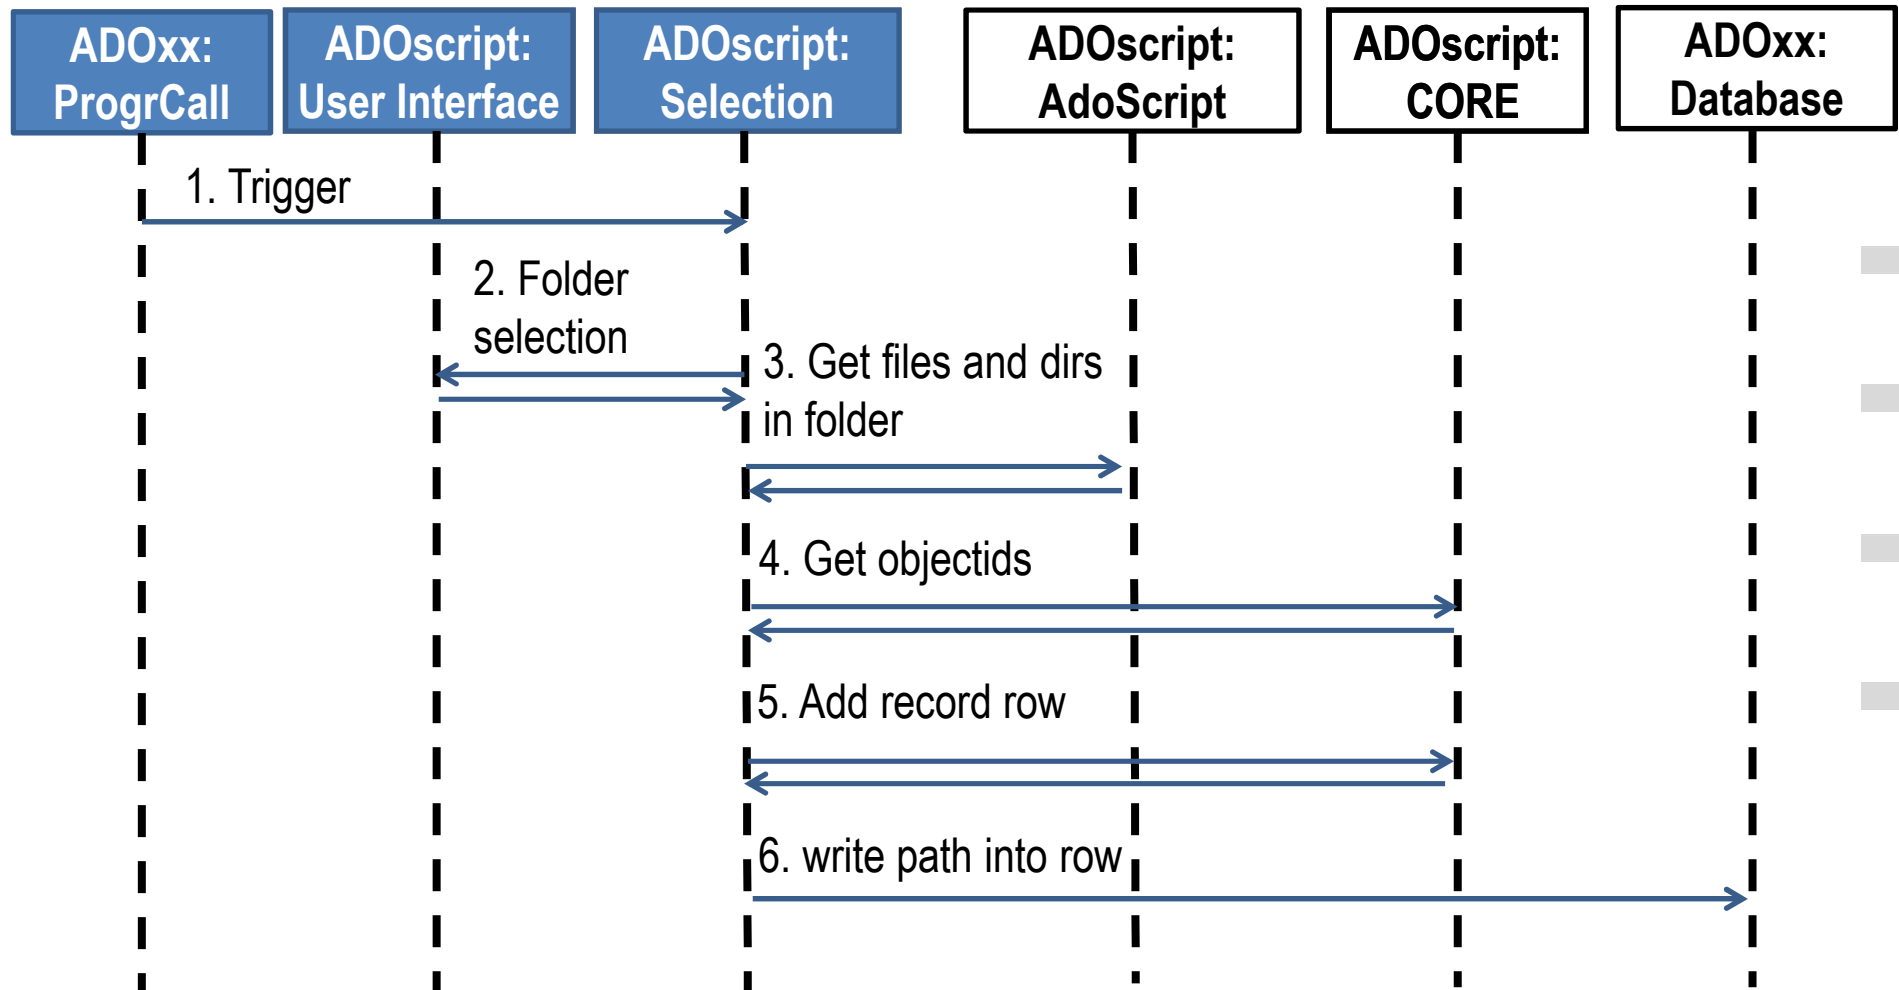 ADOxx:
ProgrCall
ADOscript:
User Interface
ADOscript:
Selection
ADOscript:
AdoScript
ADOscript:
CORE
ADOxx:
Database
1. Trigger
2. Folder
selection
3. Get files and dirs
in folder
4. Get objectids
5. Add record row
6. write path into row